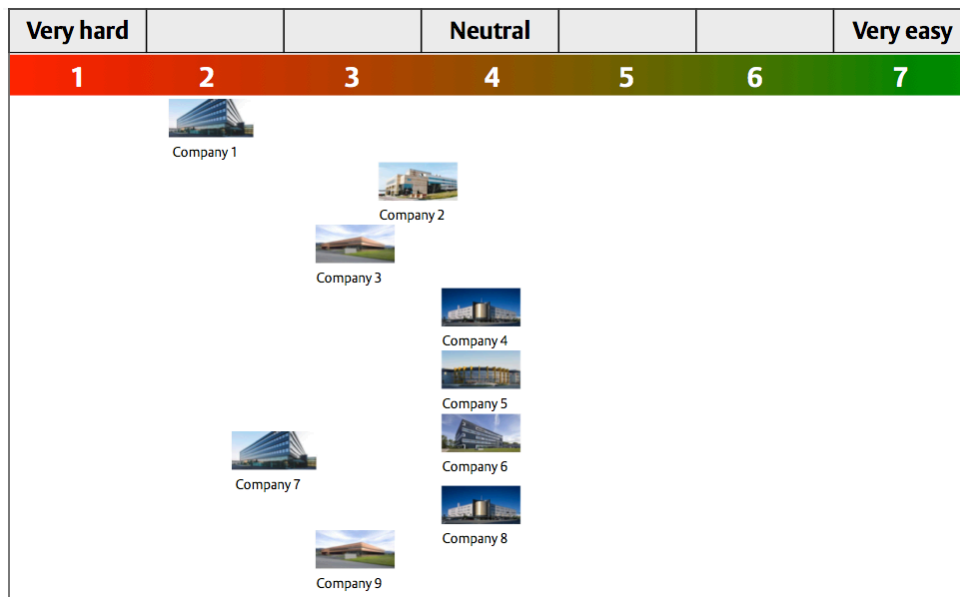 Very hard Neutral Very easy
1 2 3 4 5 6 7
Company 1
Company 2
Company 3
Company 4
Company 5
Company 6
Company 7
Company 8
Company 9